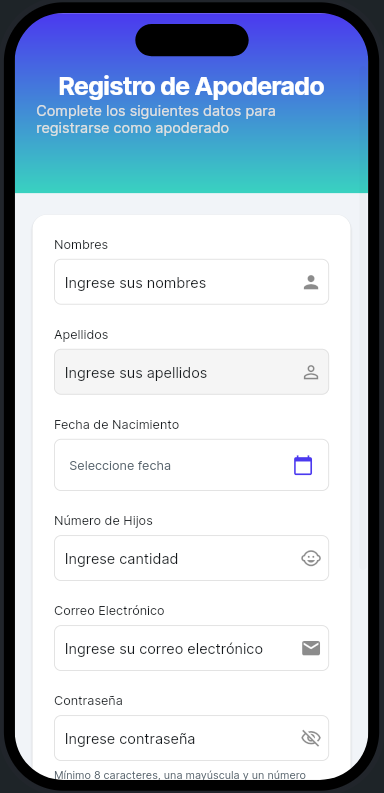 Registro de Apoderado
Complete los siguientes datos para
registrarse como apoderado
Nombres
Ingrese sus nombres
Apellidos
Ingrese sus apellidos
Fecha de Nacimiento
Seleccione fecha
Número de Hijos
Ingrese cantidad
Correo Electrónico
Ingrese su correo electrónico
Contraseña
Ingrese contraseña
Mínimo 8 caracteres, una mayúscula y un número